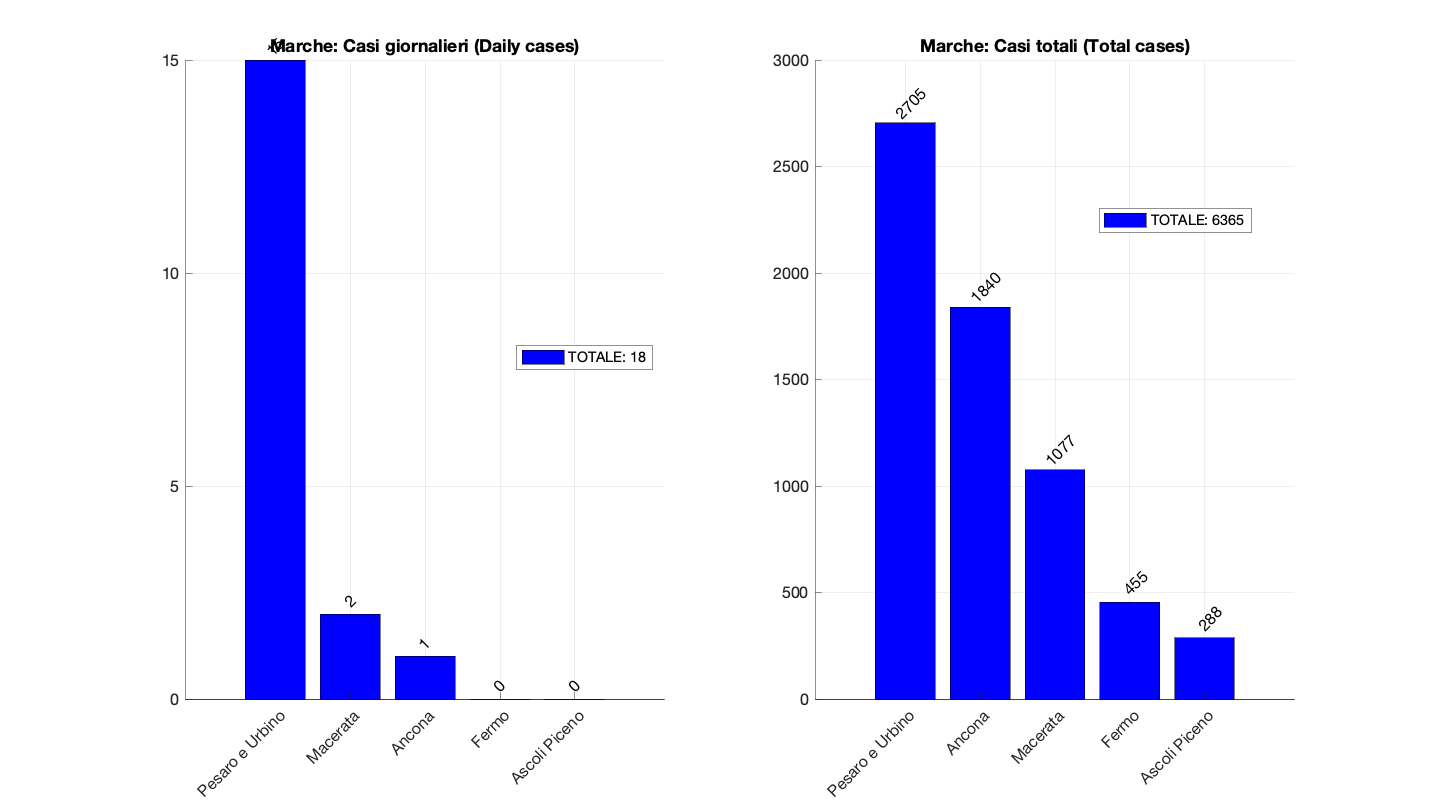 Marche: Casi giornalieri (Daily cases)
15
10
5
0
2
1
0
0
TOTALE: 18
Pesaro e Urbino
Macerata
Ancona
Fermo
Ascoli Piceno
Marche: Casi totali (Total cases)
3000
2500
2000
1500
1000
500
0
2705
1840
1077
455
288
TOTALE: 6365
Pesaro e Urbino
Ancona
Macerata
Fermo
Ascoli Piceno